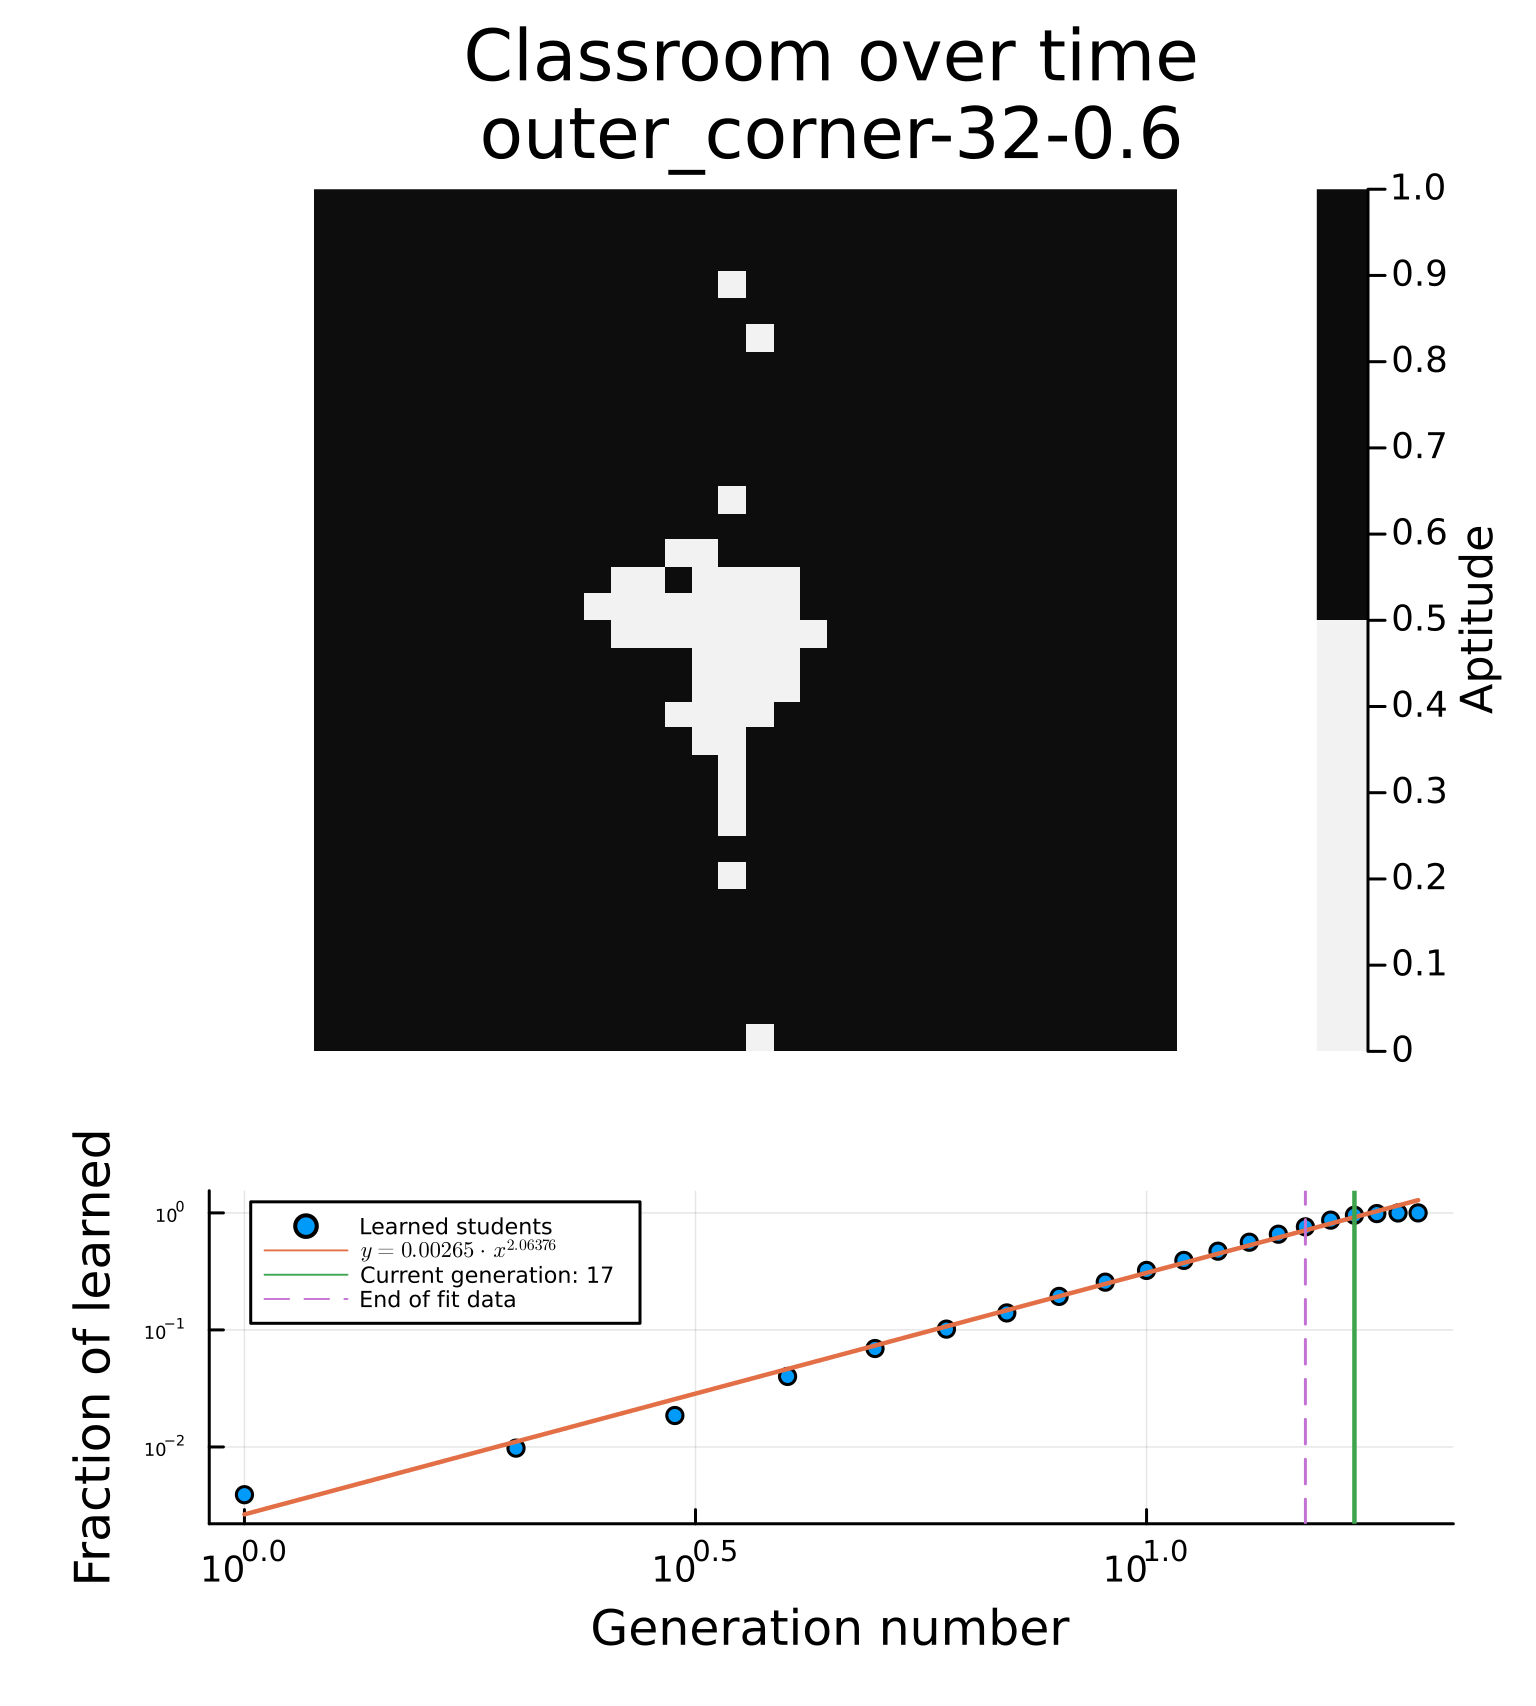 Classroom over time
outer_corner-32-0.6
1.0
0.9
0.8
0.7
0.6
0.5
0.4
0.3
0.2
0.1
0
Aptitude
Fraction of learned
10^0
10^-1
10^-2
Learned students
y = 0.00265 · x^2.06376
Current generation: 17
End of fit data
10^0.0
10^0.5
10^1.0
Generation number